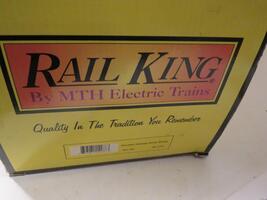 RAIL KING®
By MTH Electric Trains
Quality In The Tradition You Remember